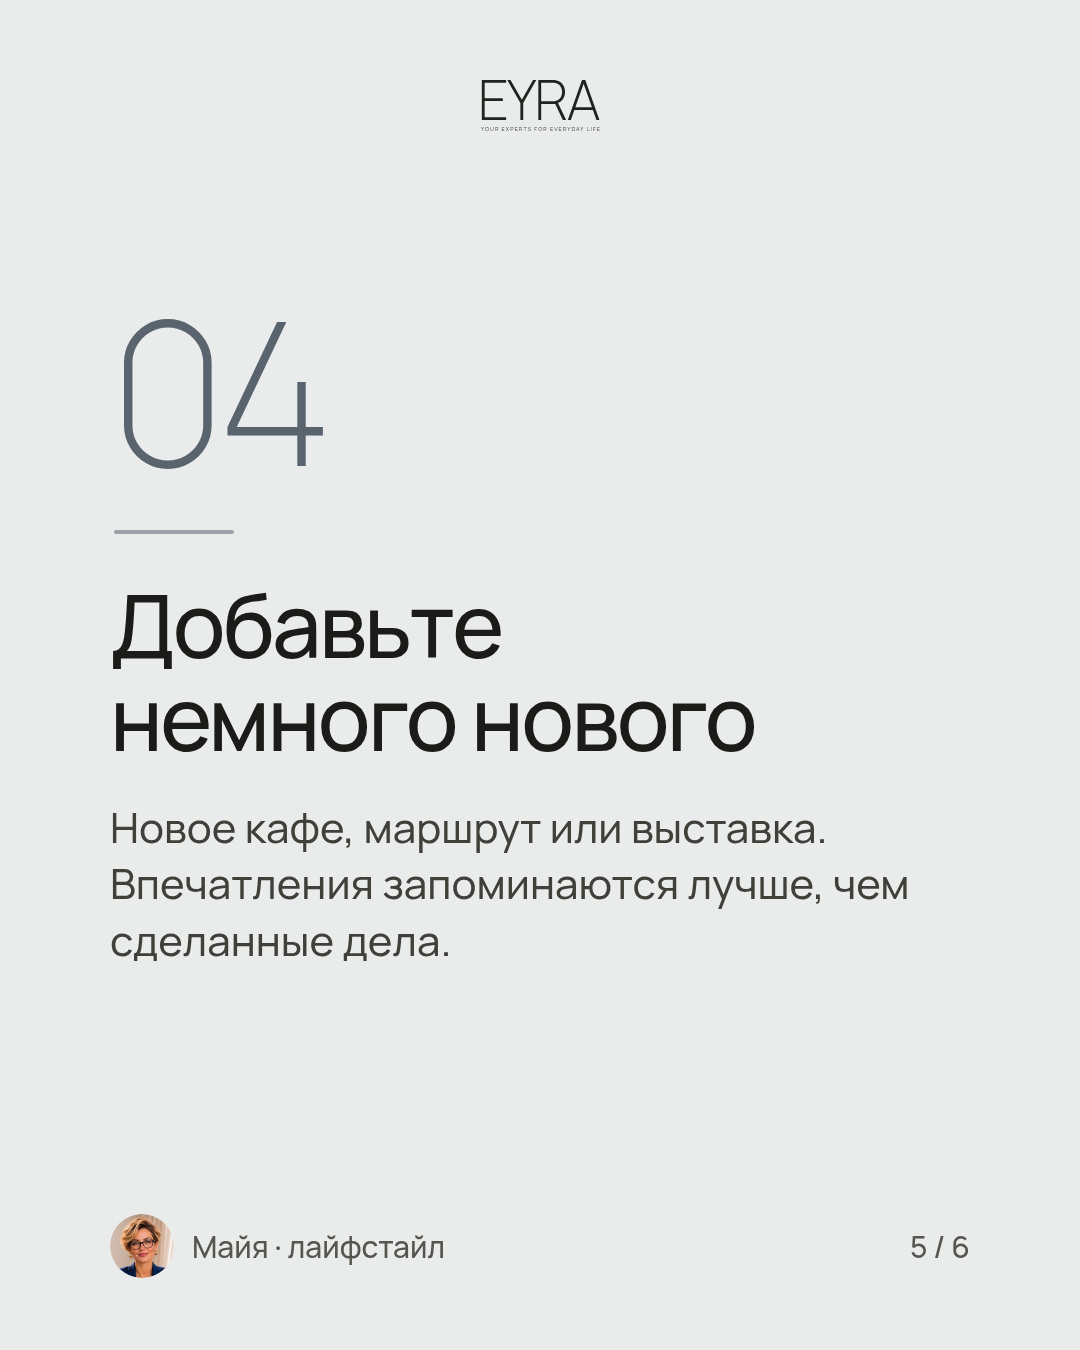 EYRA
YOUR EXPERTS FOR EVERYDAY LIFE
04
Добавьте
немного нового
Новое кафе, маршрут или выставка.
Впечатления запоминаются лучше, чем
сделанные дела.
Майя · лайфстайл
5 / 6